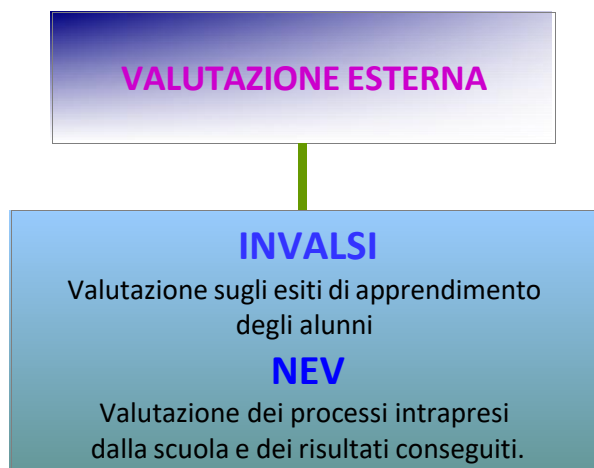 VALUTAZIONE ESTERNA
INVALSI
Valutazione sugli esiti di apprendimento
degli alunni
NEV
Valutazione dei processi intrapresi
dalla scuola e dei risultati conseguiti.